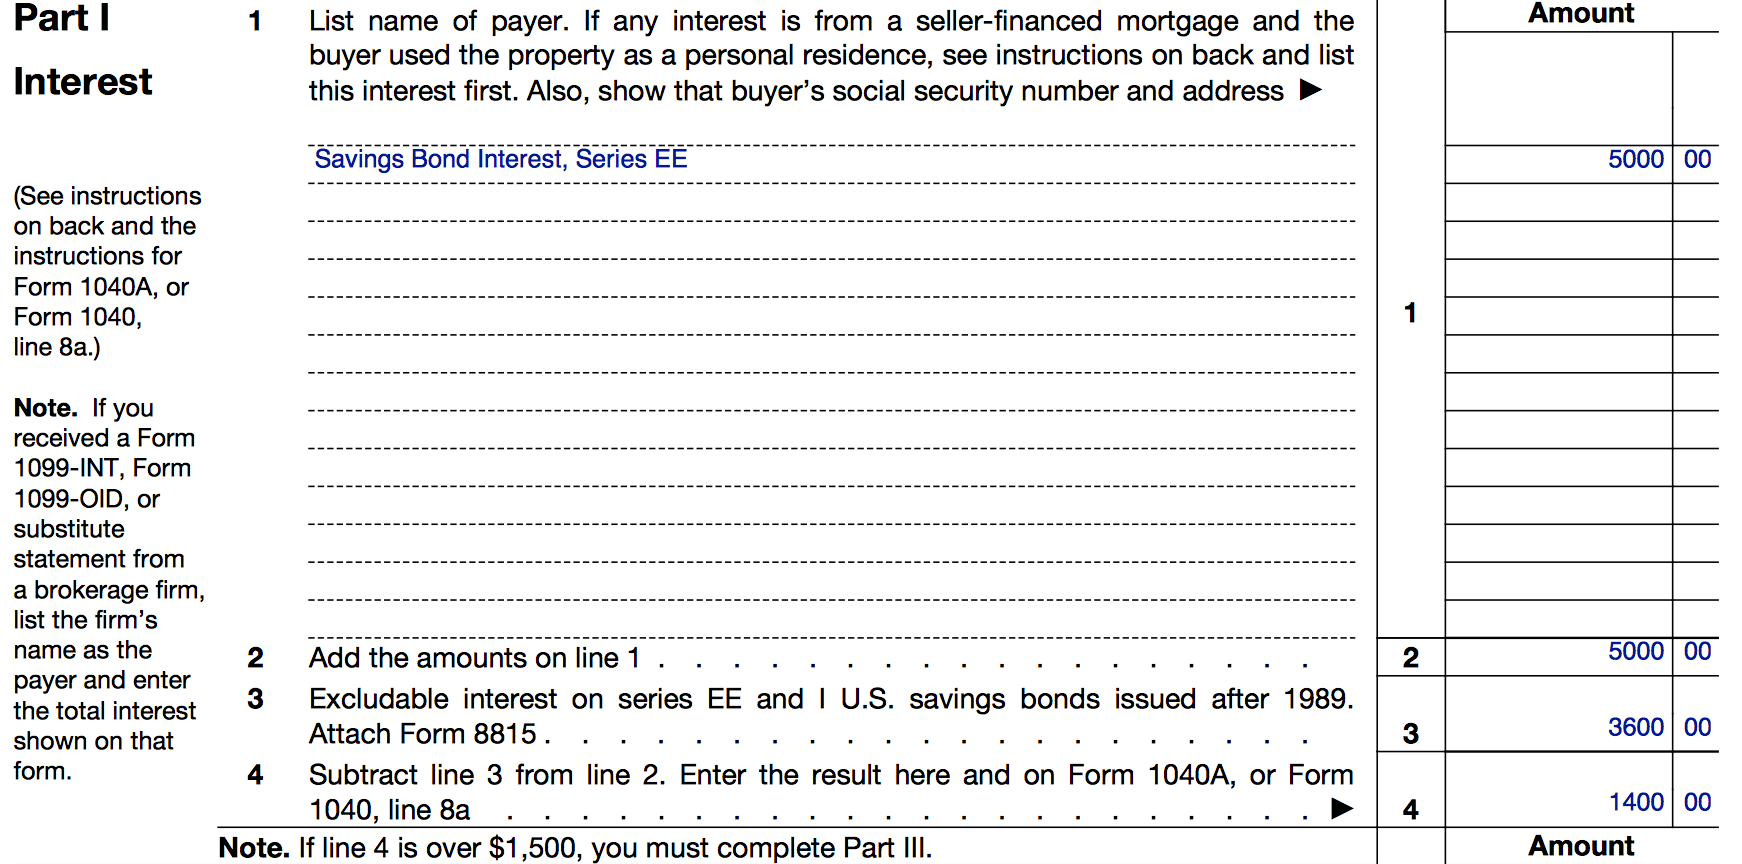 Part I
Interest
(See instructions
on back and the
instructions for
Form 1040A, or
Form 1040,
line 8a.)
Note. If you
received a Form
1099-INT, Form
1099-OID, or
substitute
statement from
a brokerage firm,
list the firm's
name as the
payer and enter
the total interest
shown on that
form.
1 List name of payer. If any interest is from a seller-financed mortgage and the
buyer used the property as a personal residence, see instructions on back and list
this interest first. Also, show that buyer's social security number and address ▶
Amount
Savings Bond Interest, Series EE 5000 00
1
2 Add the amounts on line 1 . . . . . . . . . . . . . . . . . . 2 5000 00
3 Excludable interest on series EE and I U.S. savings bonds issued after 1989.
Attach Form 8815 . . . . . . . . . . . . . . . . . . . . . 3 3600 00
4 Subtract line 3 from line 2. Enter the result here and on Form 1040A, or Form
1040, line 8a . . . . . . . . . . . . . . . . . . . . . . ▶ 4 1400 00
Note. If line 4 is over $1,500, you must complete Part III. Amount